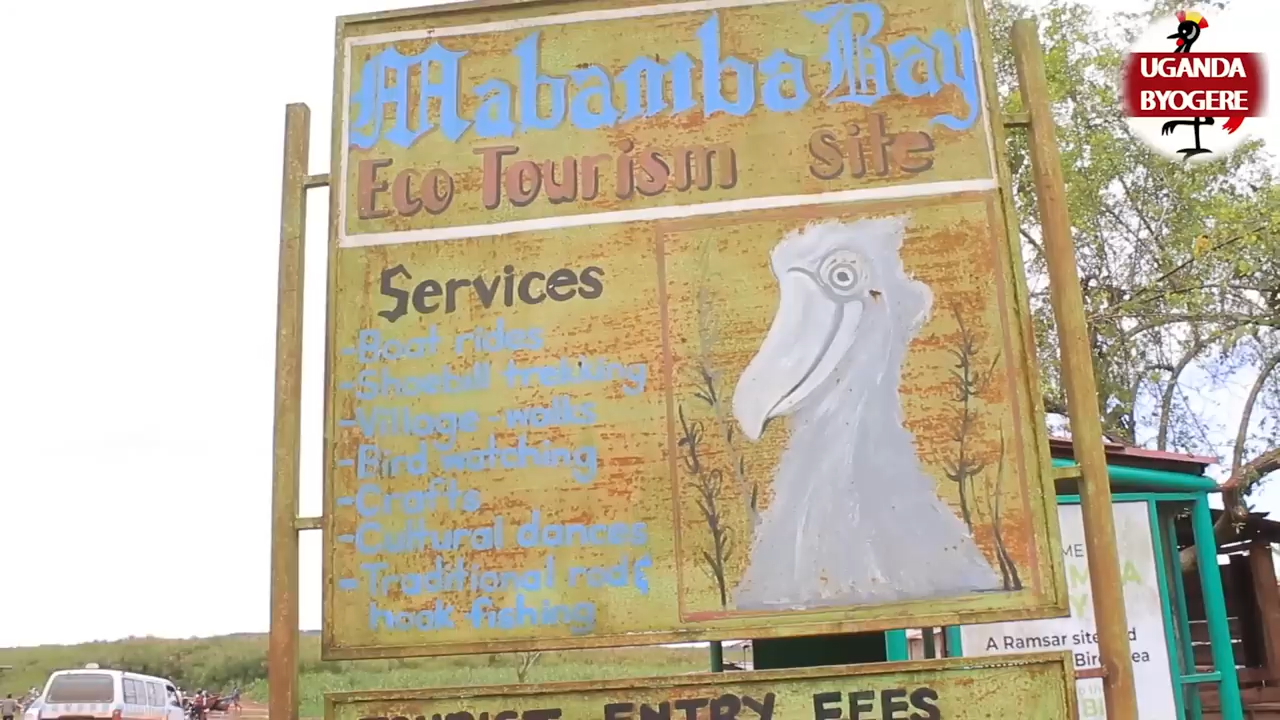 UGANDA
BYOGERE
Mabamba Bay
Eco Tourism site
Services
-Boat rides
-Shoebill trekking
-Village-walks
-Bird watching
-Crafts
-Cultural dances
-Traditional rod &
hook fishing
TOURIST ENTRY FEES
A Ramsar site